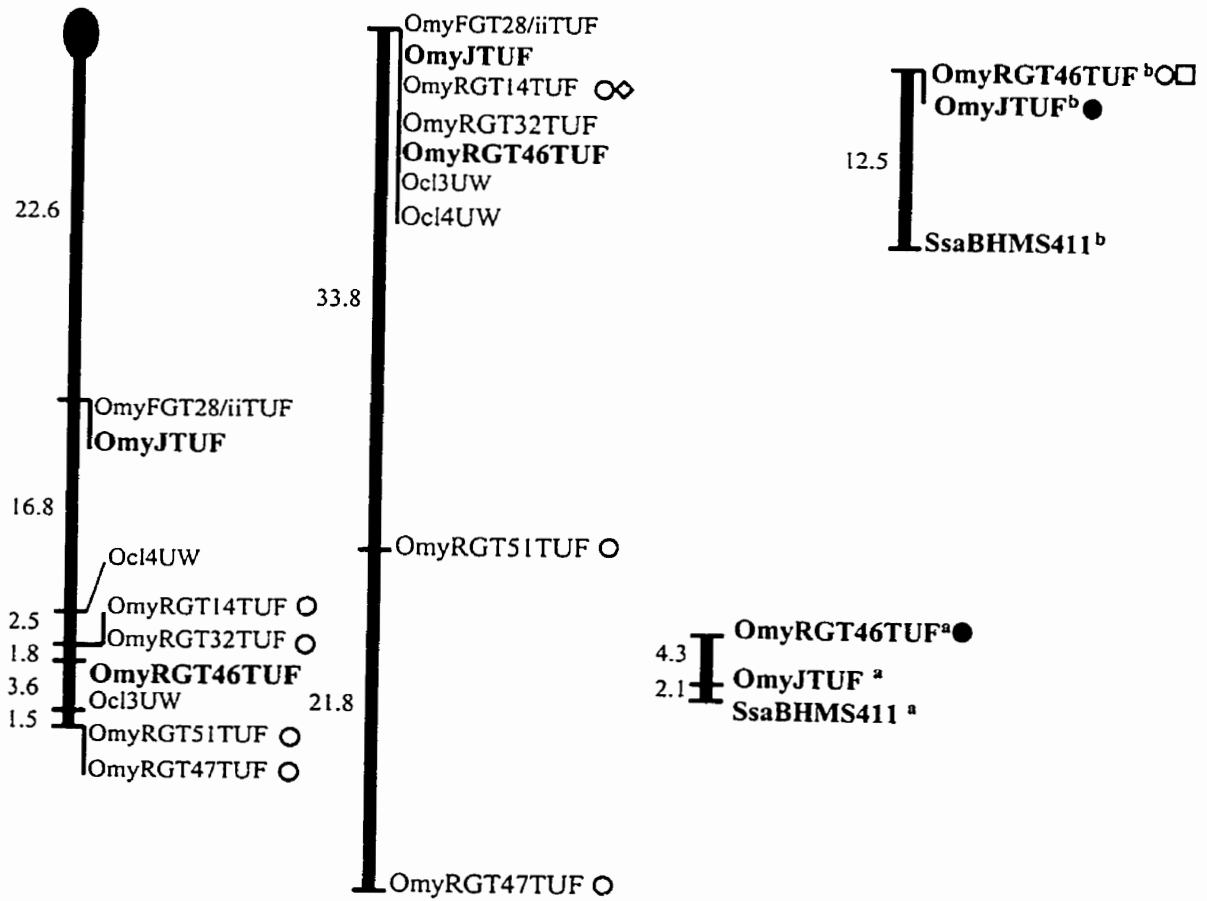 22.6
OmyFGT28/iiTUF
OmyJTUF
16.8
Ocl4UW
2.5
OmyRGT14TUF
1.8
OmyRGT32TUF
OmyRGT46TUF
3.6
Ocl3UW
1.5
OmyRGT51TUF
OmyRGT47TUF
OmyFGT28/iiTUF
OmyJTUF
OmyRGT14TUF
OmyRGT32TUF
OmyRGT46TUF
Ocl3UW
Ocl4UW
33.8
OmyRGT51TUF
21.8
OmyRGT47TUF
OmyRGT46TUF a
4.3
OmyJTUF a
2.1
SsaBHMS411 a
OmyRGT46TUF b
OmyJTUF b
12.5
SsaBHMS411 b